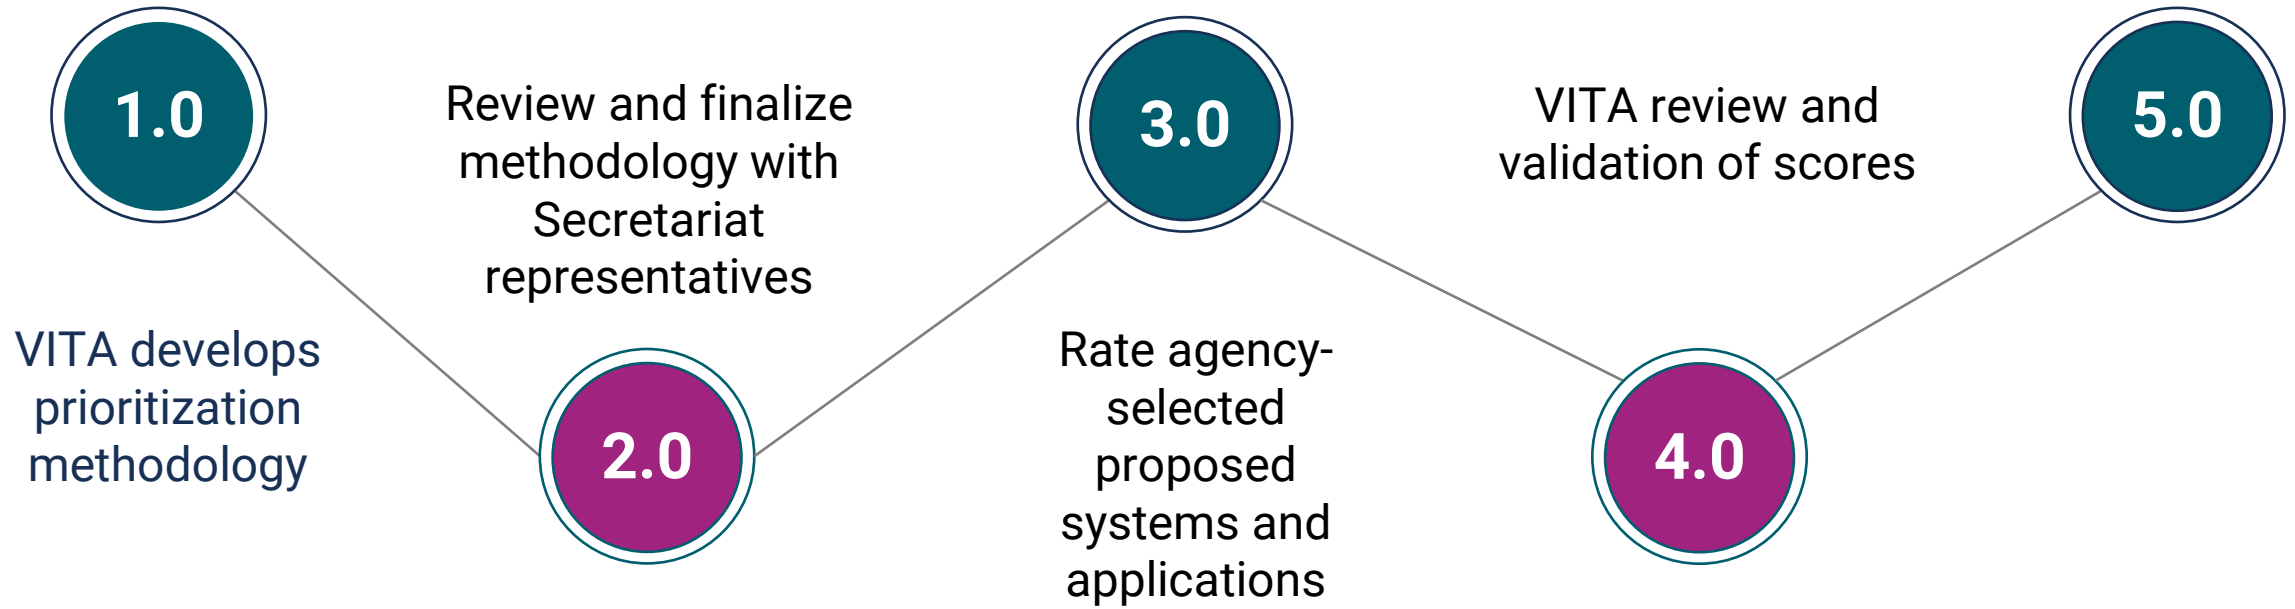 1.0
VITA develops
prioritization
methodology
Review and finalize
methodology with
Secretariat
representatives
2.0
3.0
Rate agency-
selected
proposed
systems and
applications
VITA review and
validation of scores
4.0
5.0